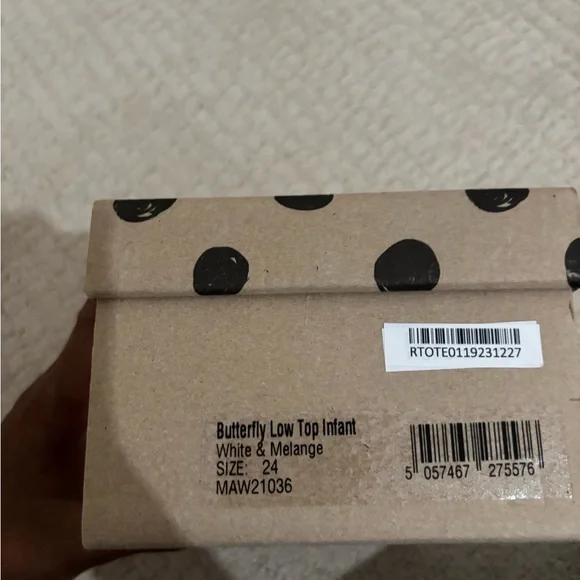 RTOTE0119231227
Butterfly Low Top Infant
White & Melange
SIZE: 24
MAW21036
5 057467 275576